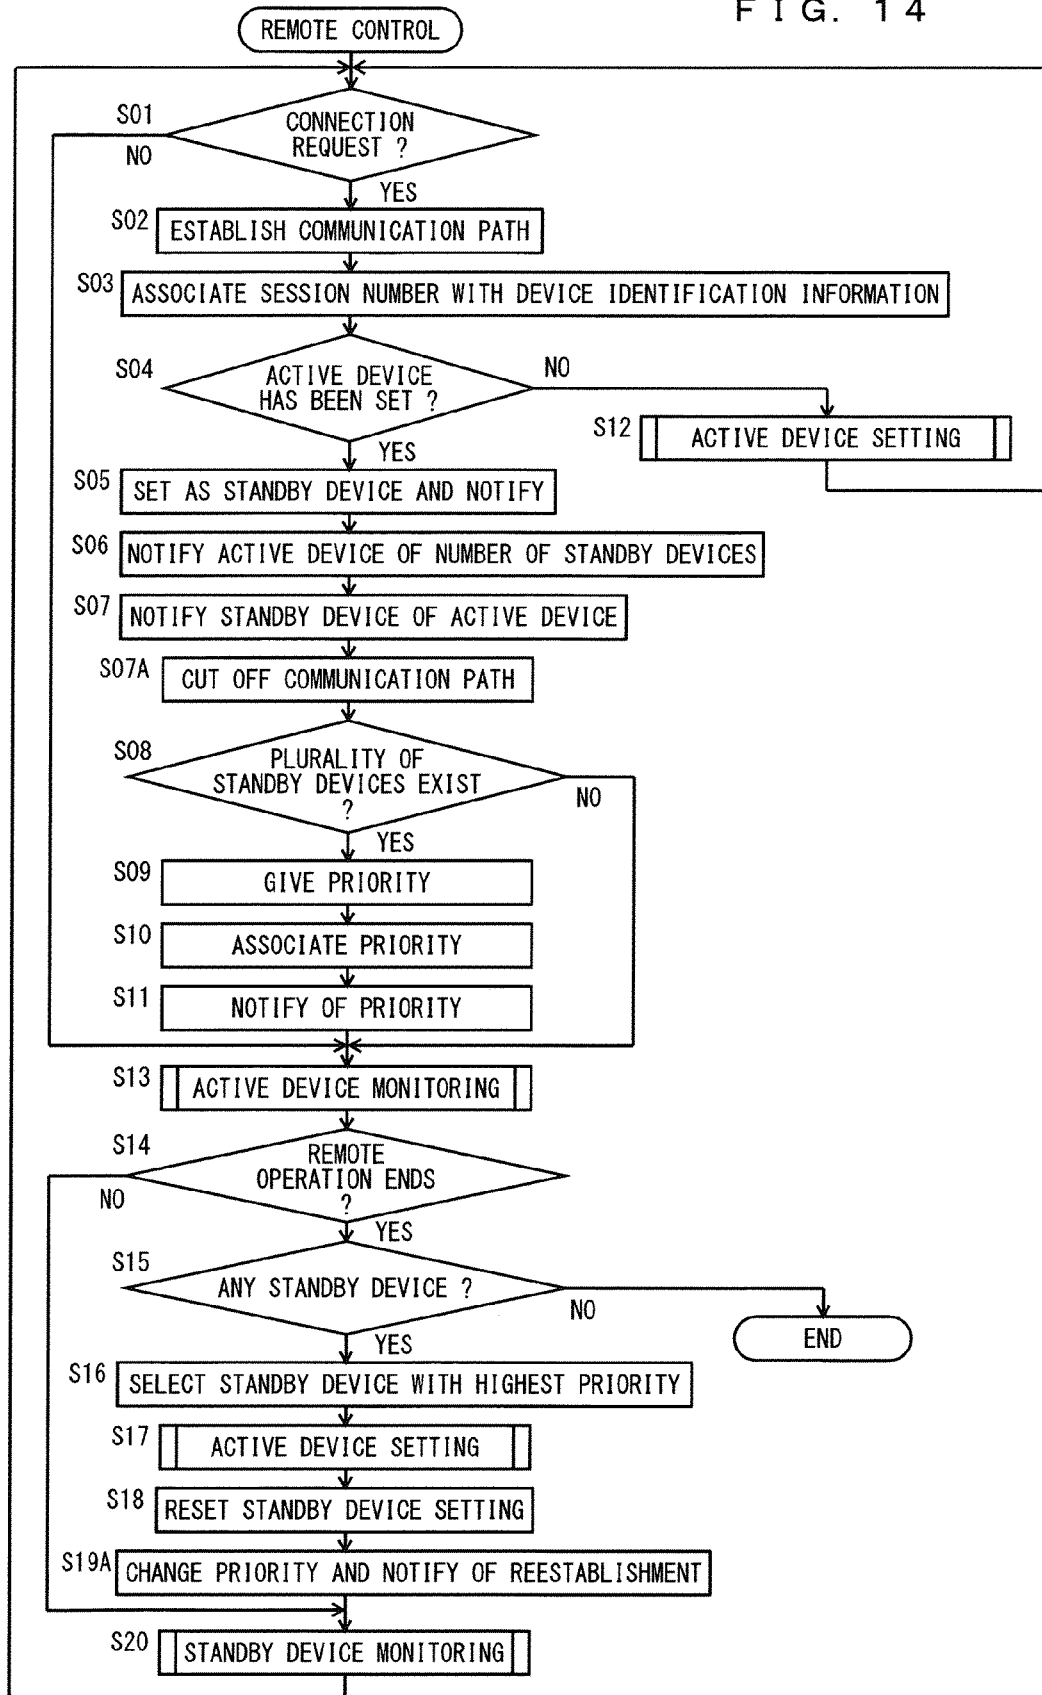 FIG. 14
REMOTE CONTROL
S01
CONNECTION
REQUEST ?
NO
YES
S02
ESTABLISH COMMUNICATION PATH
S03
ASSOCIATE SESSION NUMBER WITH DEVICE IDENTIFICATION INFORMATION
S04
ACTIVE DEVICE
HAS BEEN SET ?
NO
YES
S12
ACTIVE DEVICE SETTING
S05
SET AS STANDBY DEVICE AND NOTIFY
S06
NOTIFY ACTIVE DEVICE OF NUMBER OF STANDBY DEVICES
S07
NOTIFY STANDBY DEVICE OF ACTIVE DEVICE
S07A
CUT OFF COMMUNICATION PATH
S08
PLURALITY OF
STANDBY DEVICES EXIST
?
NO
YES
S09
GIVE PRIORITY
S10
ASSOCIATE PRIORITY
S11
NOTIFY OF PRIORITY
S13
ACTIVE DEVICE MONITORING
S14
REMOTE
OPERATION ENDS
?
NO
YES
S15
ANY STANDBY DEVICE ?
NO
YES
END
S16
SELECT STANDBY DEVICE WITH HIGHEST PRIORITY
S17
ACTIVE DEVICE SETTING
S18
RESET STANDBY DEVICE SETTING
S19A
CHANGE PRIORITY AND NOTIFY OF REESTABLISHMENT
S20
STANDBY DEVICE MONITORING